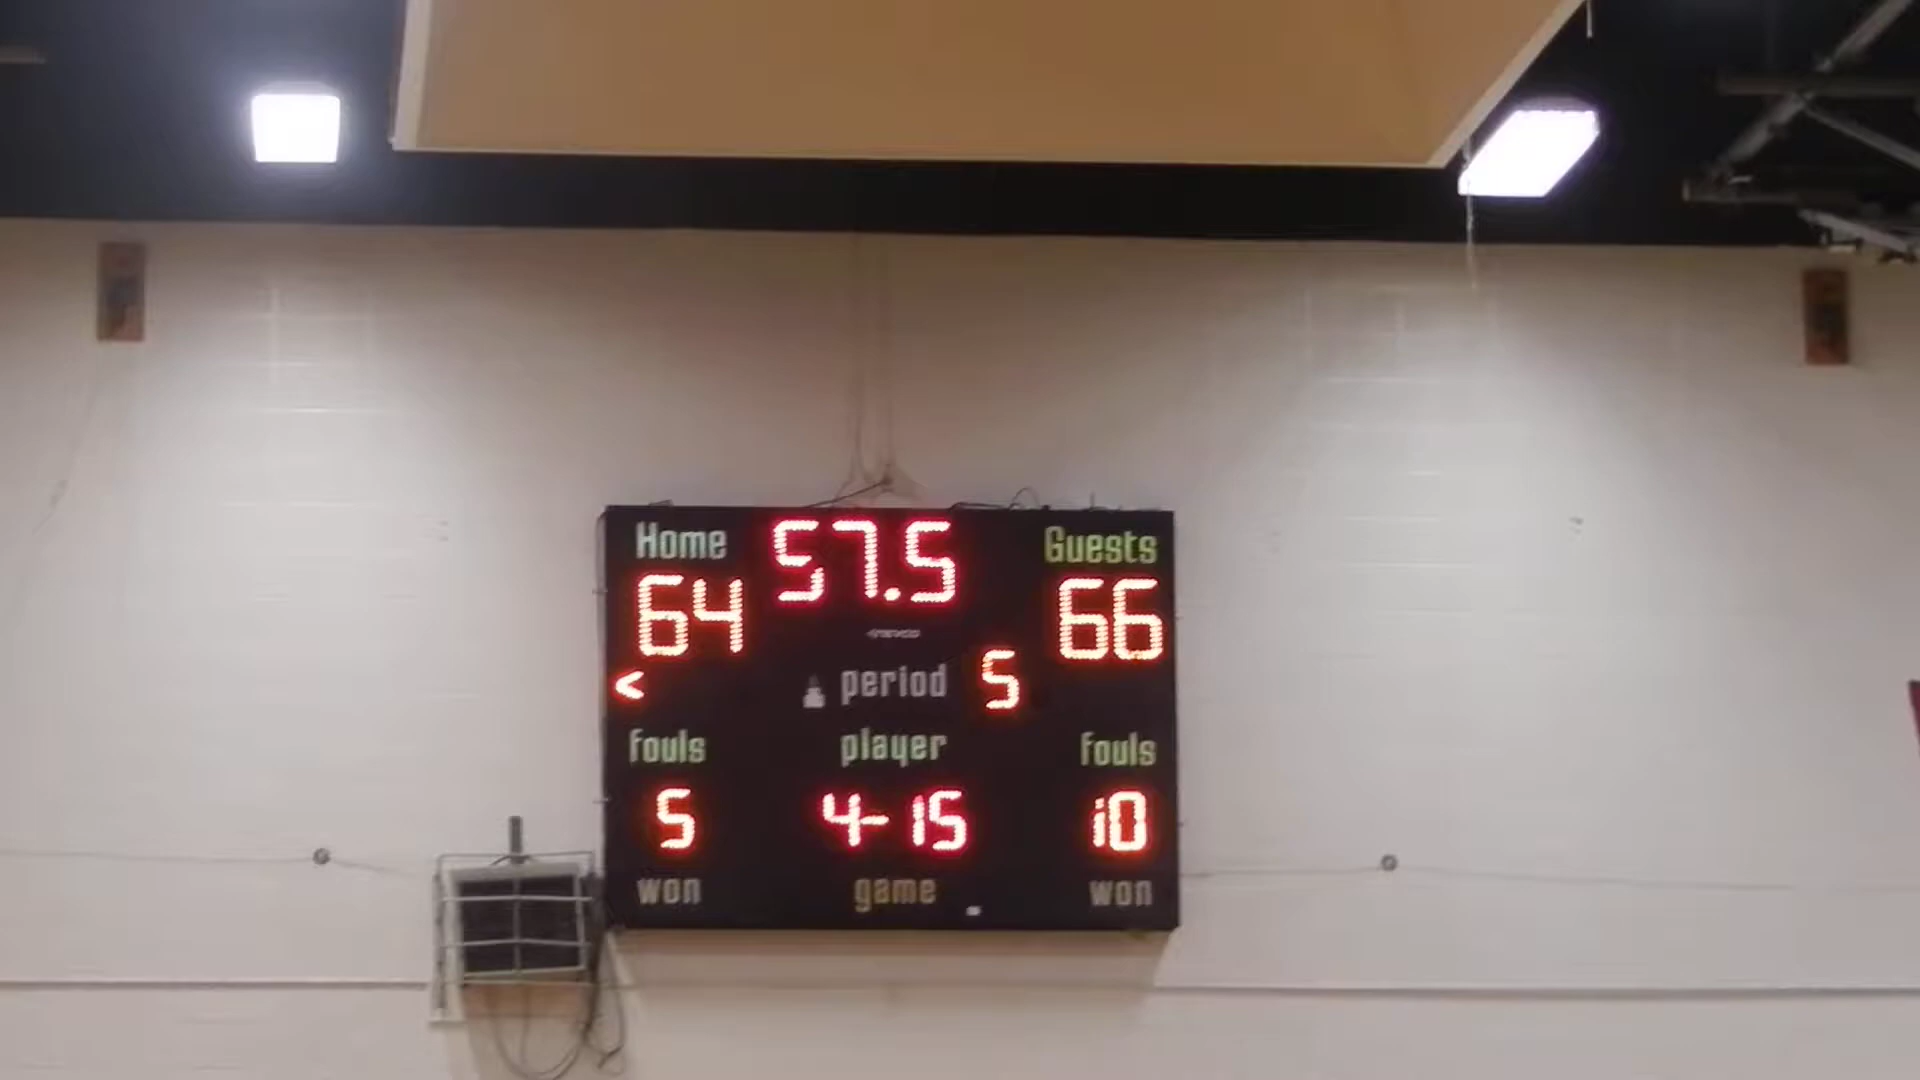 Home 57.5 Guests
64 66
< period 5
fouls player fouls
5 4-15 10
won game won